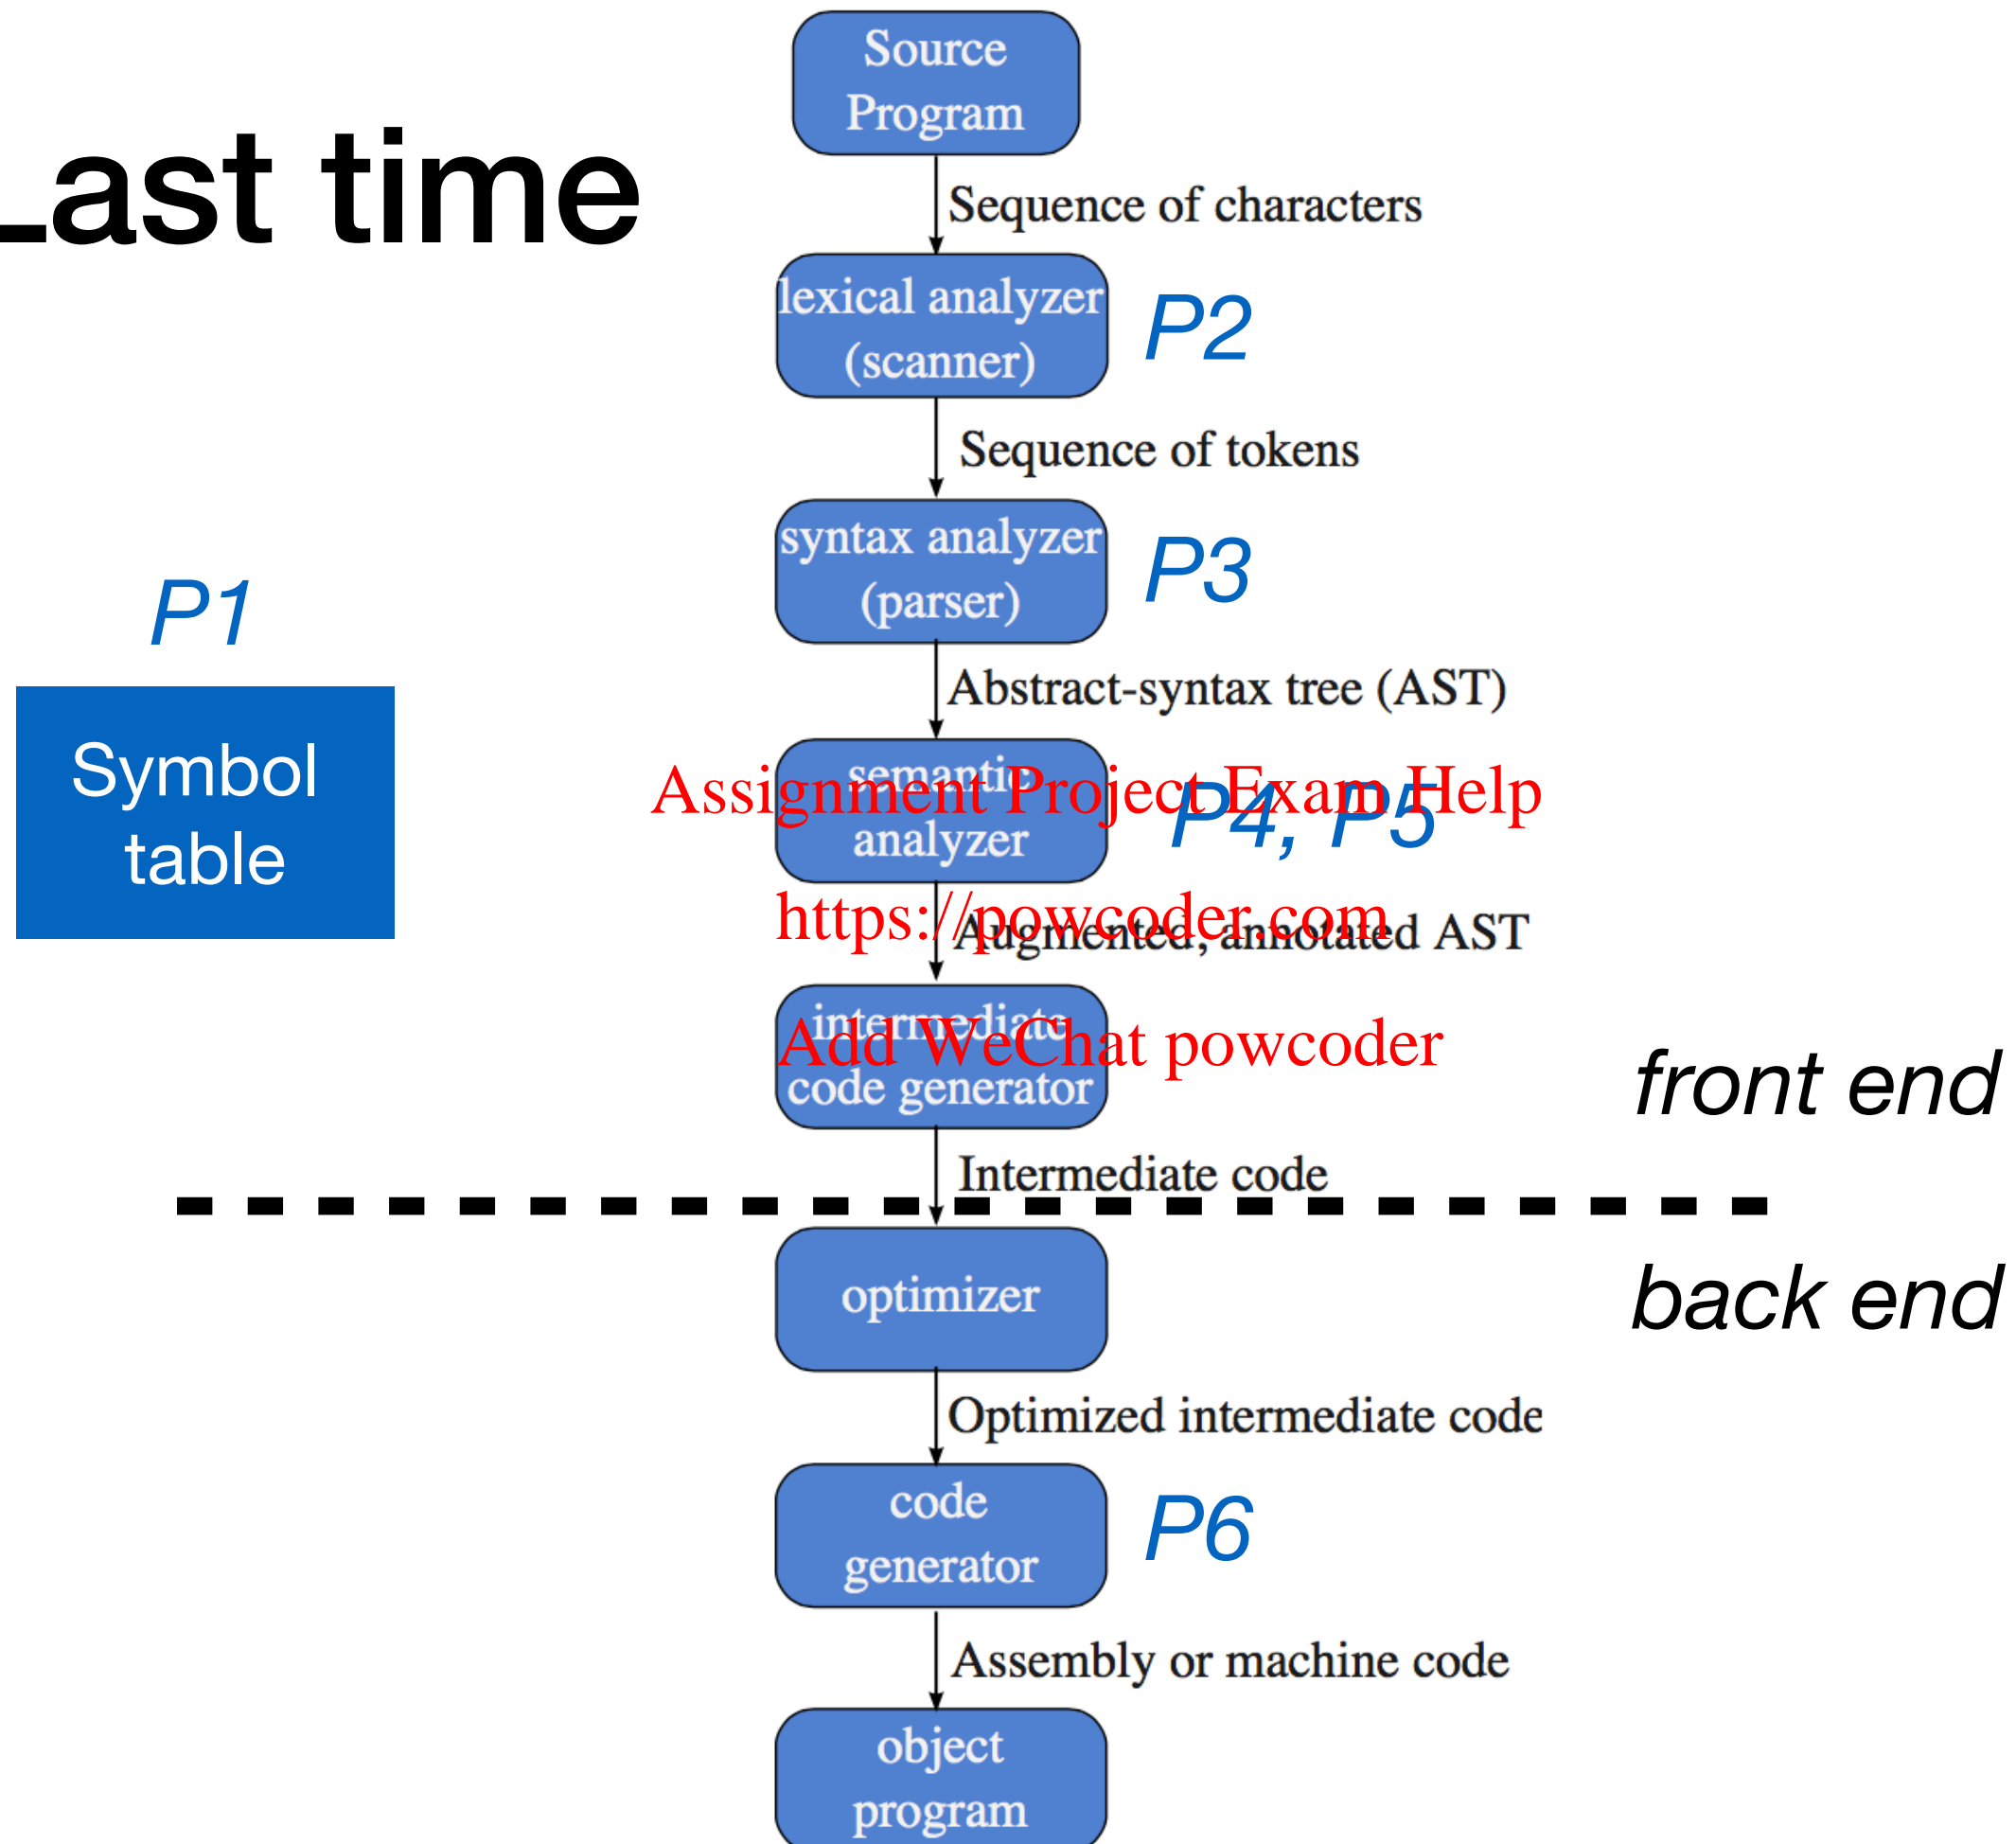 Last time
Source
Program
Sequence of characters
lexical analyzer
(scanner)
P2
Sequence of tokens
syntax analyzer
(parser)
P3
P1
Symbol
table
Abstract-syntax tree (AST)
semantic
analyzer
P4, P5
Assignment Project Exam Help
https://powcoder.com
Augmented, annotated AST
intermediate
code generator
Add WeChat powcoder
front end
Intermediate code
back end
optimizer
Optimized intermediate code
code
generator
P6
Assembly or machine code
object
program